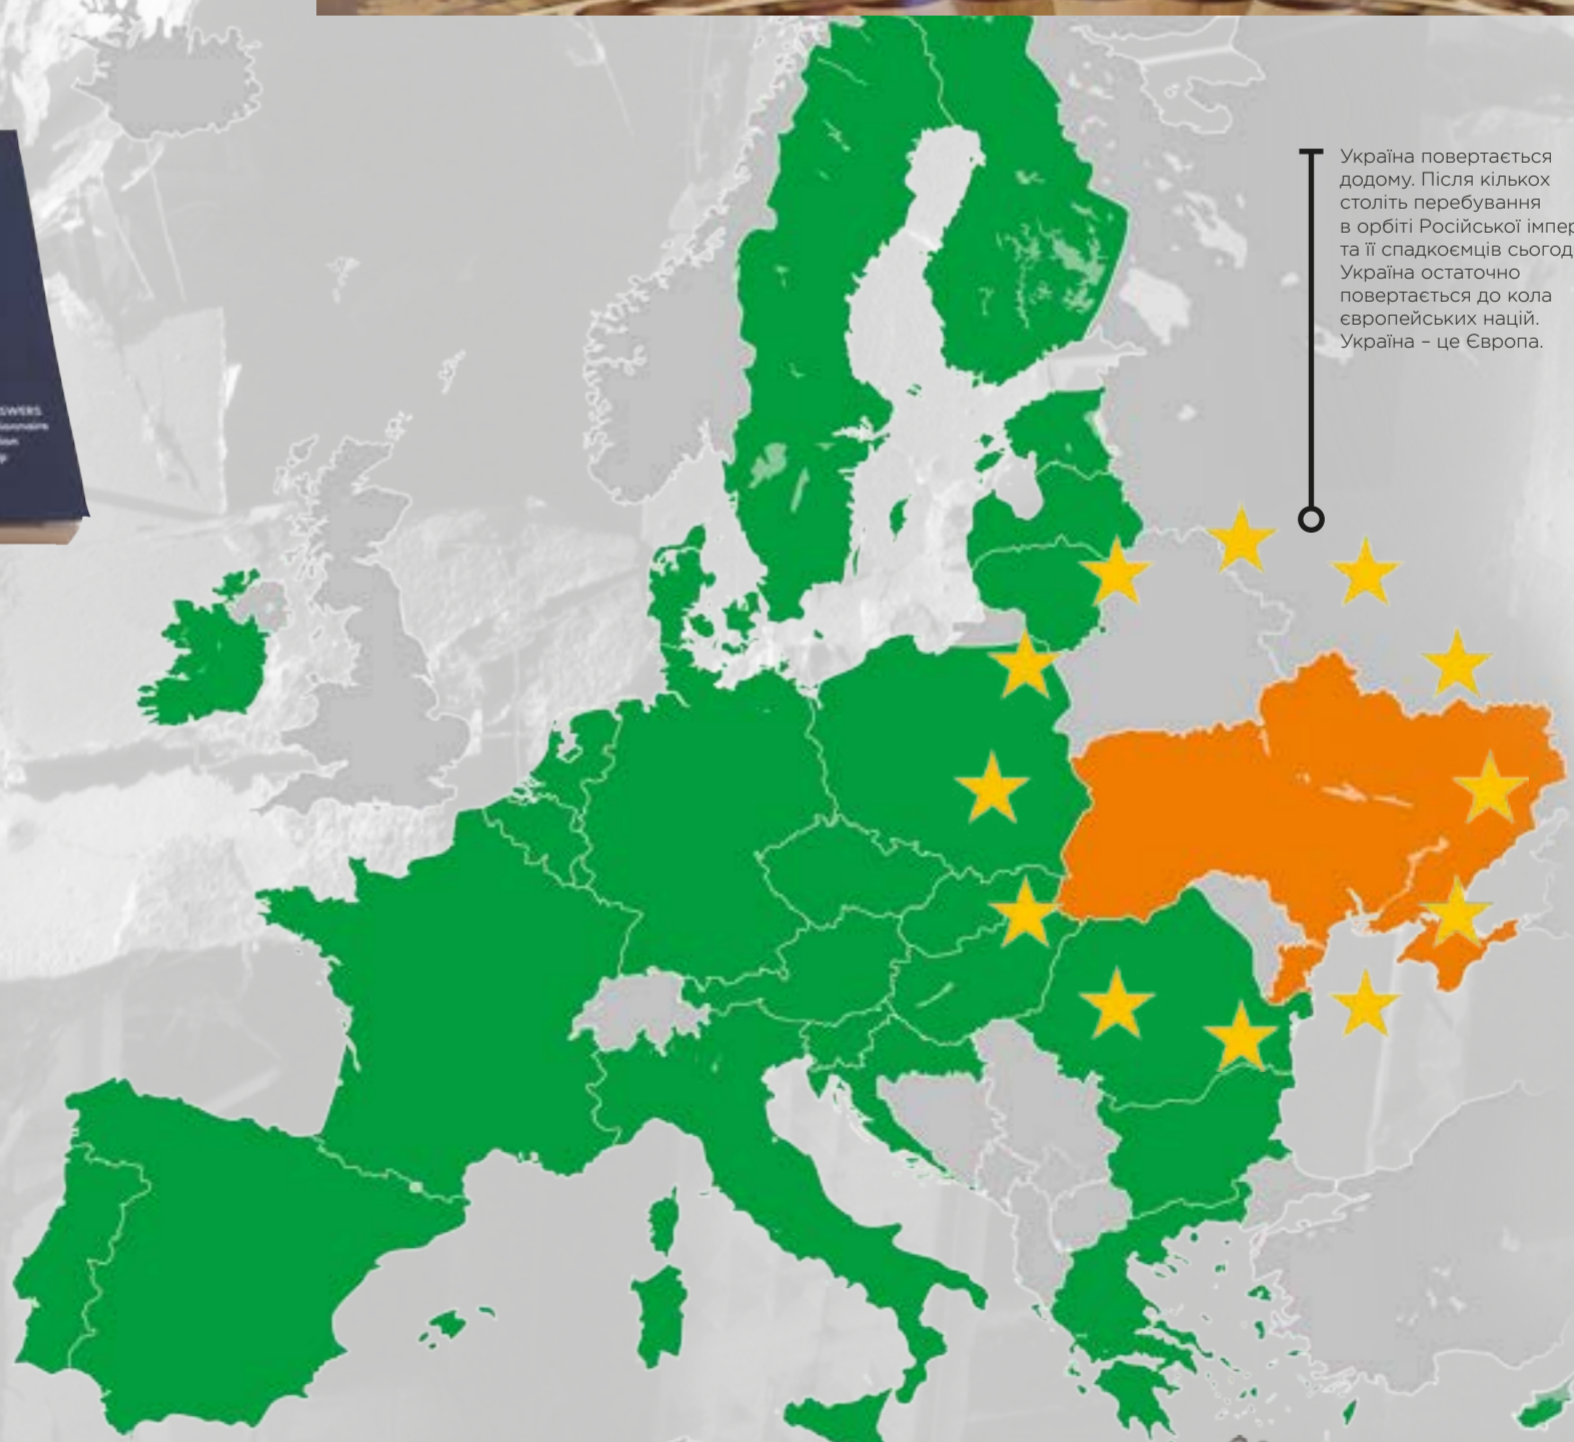 SWERS
Україна повертається
додому. Після кількох
століть перебування
в орбіті Російської імпер
та її спадкоємців сьогод
Україна остаточно
повертається до кола
європейських націй.
Україна – це Європа.